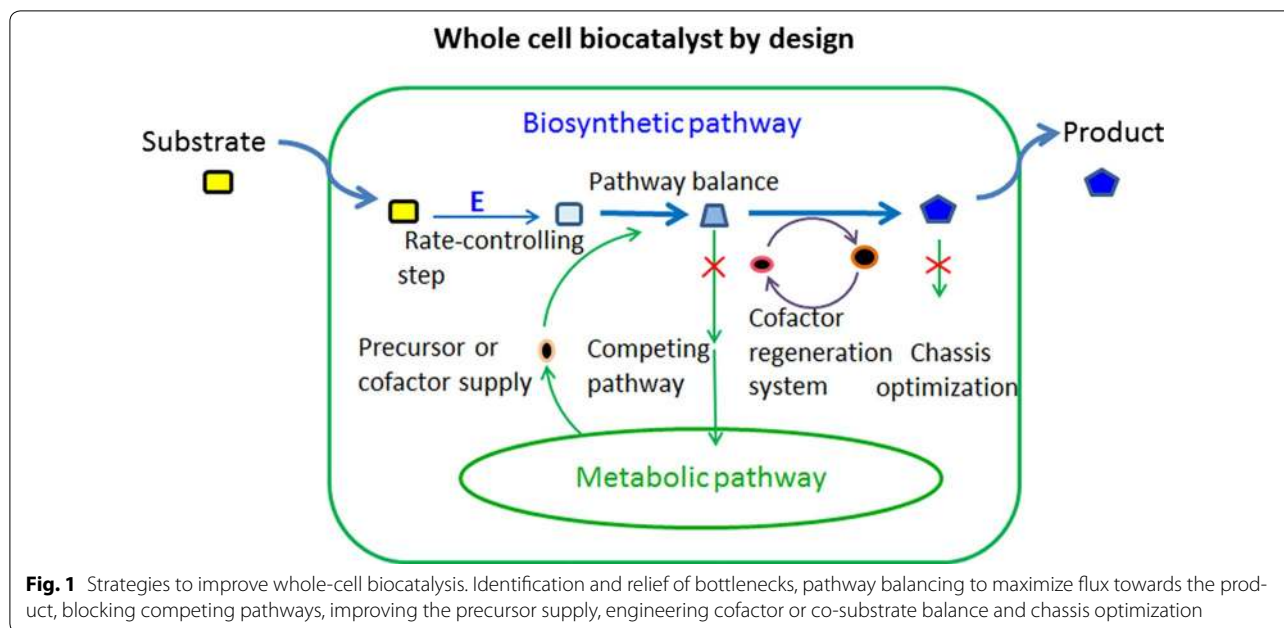 Whole cell biocatalyst by design
Biosynthetic pathway
Substrate
Product
Pathway balance
E
Rate-controlling
step
Precursor or
cofactor supply
Competing
pathway
Cofactor
regeneration
system
Chassis
optimization
Metabolic pathway
Fig. 1 Strategies to improve whole-cell biocatalysis. Identification and relief of bottlenecks, pathway balancing to maximize flux towards the prod-
uct, blocking competing pathways, improving the precursor supply, engineering cofactor or co-substrate balance and chassis optimization